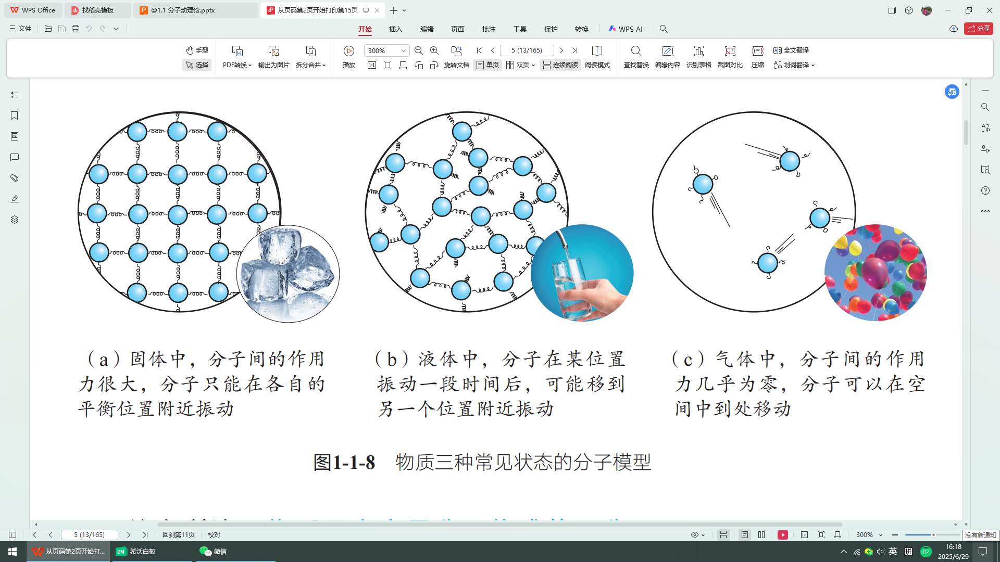 WPS Office
找稻壳模板
@1.1 分子动理论.pptx
从页码第2页开始打印第15页
文件
开始
插入
编辑
页面
批注
工具
保护
转换
WPS AI
分享
手型
选择
PDF转换
输出为图片
拆分合并
播放
300%
旋转文档
5 (13/165)
单页
双页
连续阅读
阅读模式
查找替换
编辑内容
识别表格
截图对比
压缩
全文翻译
划词翻译
(a)固体中，分子间的作用
力很大，分子只能在各自的
平衡位置附近振动
(b)液体中，分子在某位置
振动一段时间后，可能移到
另一个位置附近振动
(c)气体中，分子间的作用
力几乎为零，分子可以在空
间中到处移动
图1-1-8 物质三种常见状态的分子模型
5 (13/165)
回到第11页
校对
300%
没有新通知
从页码第2页开始打...
EN
希沃白板
微信
英
拼
82
16:18
2025/6/29